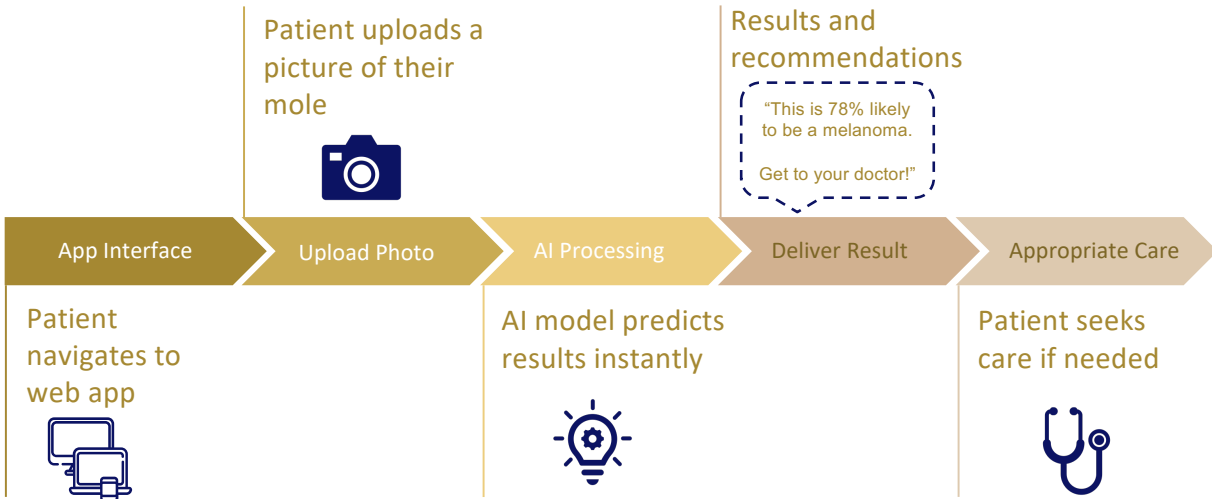 Patient uploads a
picture of their
mole
Results and
recommendations
“This is 78% likely
to be a melanoma.
Get to your doctor!”
App Interface
Upload Photo
AI Processing
Deliver Result
Appropriate Care
Patient
navigates to
web app
AI model predicts
results instantly
Patient seeks
care if needed